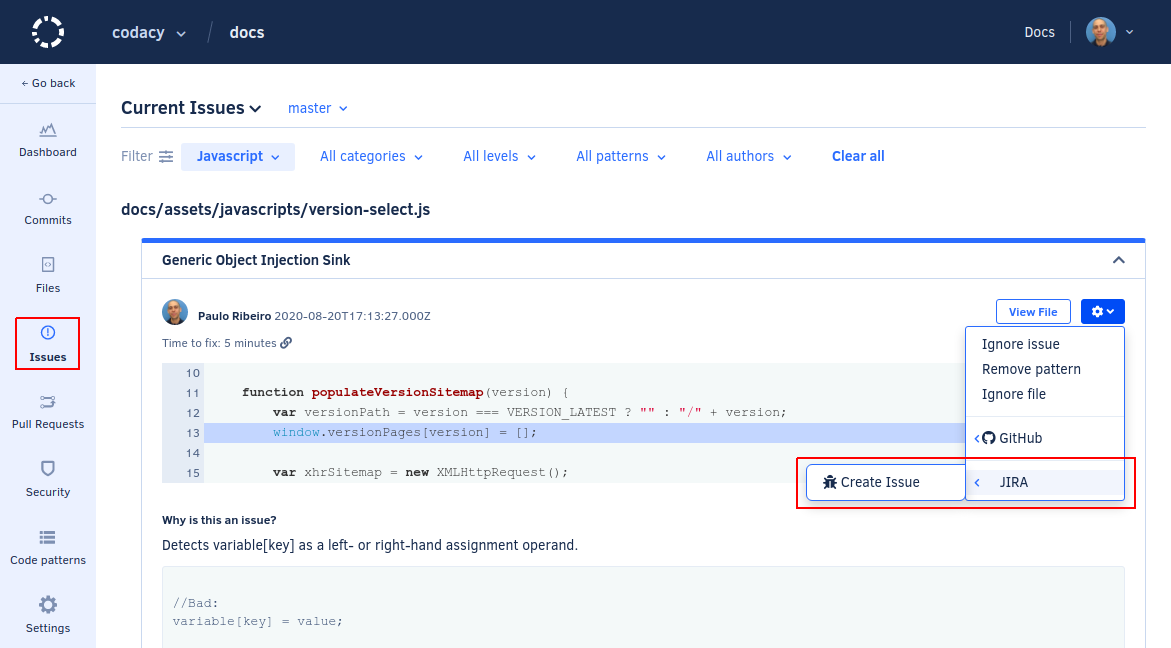 codacy / docs
Docs
← Go back
Dashboard
Commits
Files
Issues
Pull Requests
Security
Code patterns
Settings
Current Issues
master
Filter
Javascript
All categories
All levels
All patterns
All authors
Clear all
docs/assets/javascripts/version-select.js
Generic Object Injection Sink
Paulo Ribeiro 2020-08-20T17:13:27.000Z
View File
Time to fix: 5 minutes
Ignore issue
Remove pattern
Ignore file
GitHub
JIRA
Create Issue
10
11 function populateVersionSitemap(version) {
12 var versionPath = version === VERSION_LATEST ? "" : "/" + version;
13 window.versionPages[version] = [];
14
15 var xhrSitemap = new XMLHttpRequest();
Why is this an issue?
Detects variable[key] as a left- or right-hand assignment operand.
//Bad:
variable[key] = value;